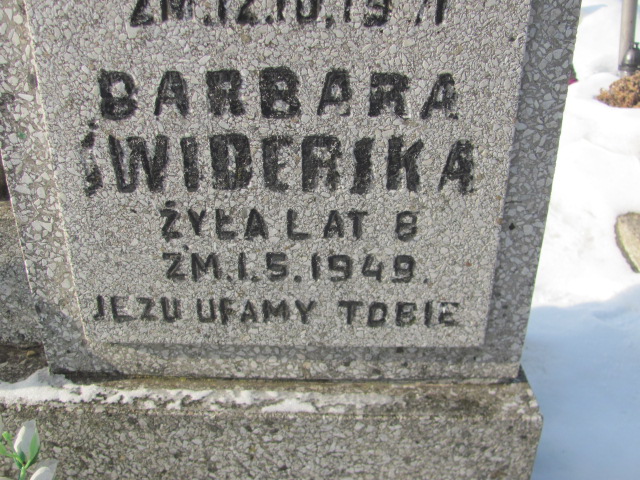 BARBARA
ŚWIDERSKA
ŻYŁA LAT 8
ZM.1.5.1949.
JEZU UFAMY TOBIE